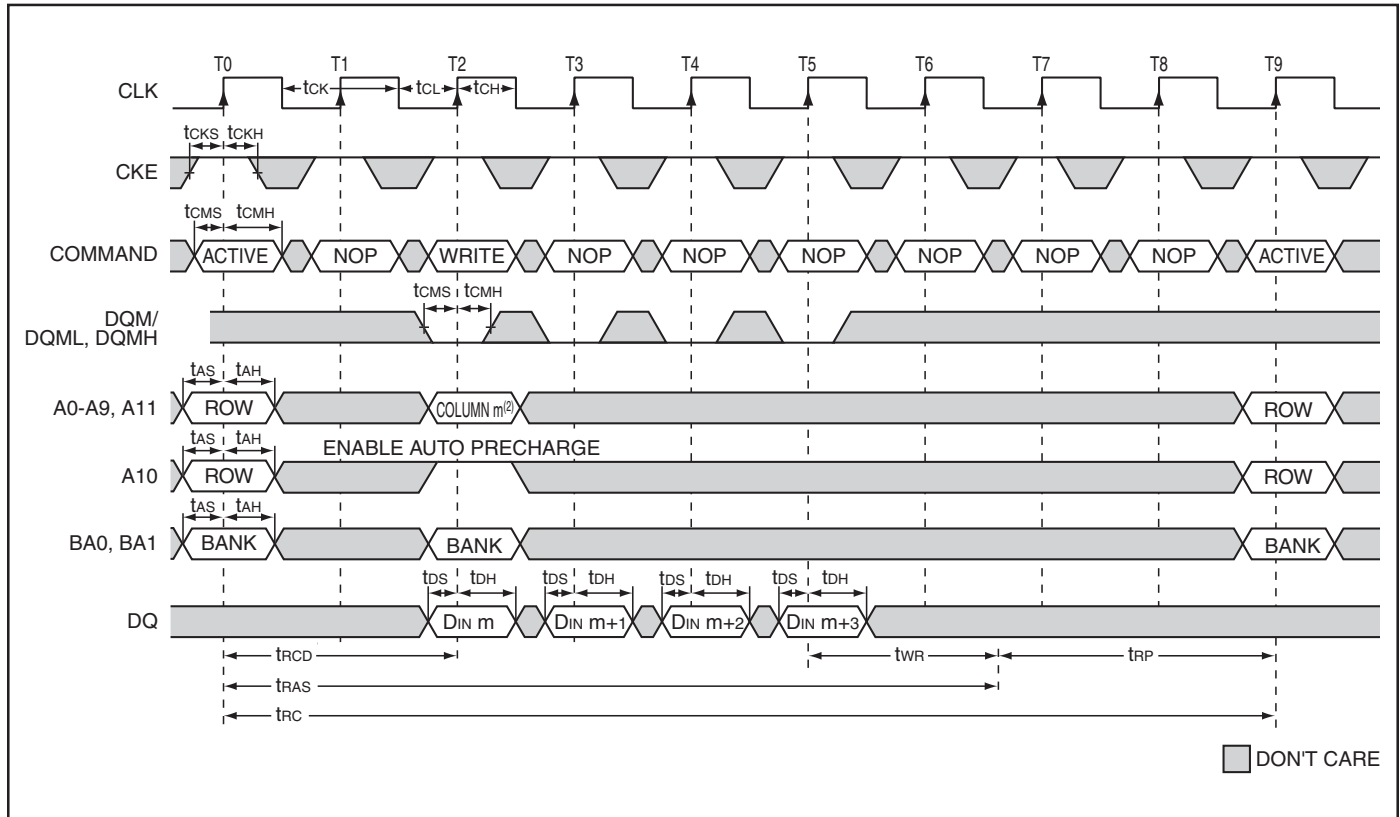 T0 T1 T2 T3 T4 T5 T6 T7 T8 T9
CLK tCK tCL tCH
tCKS tCKH
CKE
tCMS tCMH
COMMAND ACTIVE NOP WRITE NOP NOP NOP NOP NOP NOP ACTIVE
tCMS tCMH
DQM/
DQML, DQMH
tAS tAH
A0-A9, A11 ROW COLUMN m(2) ROW
tAS tAH ENABLE AUTO PRECHARGE
A10 ROW ROW
tAS tAH
BA0, BA1 BANK BANK BANK
tDS tDH tDS tDH tDS tDH tDS tDH
DQ DIN m DIN m+1 DIN m+2 DIN m+3
tRCD tWR tRP
tRAS
tRC
DON'T CARE